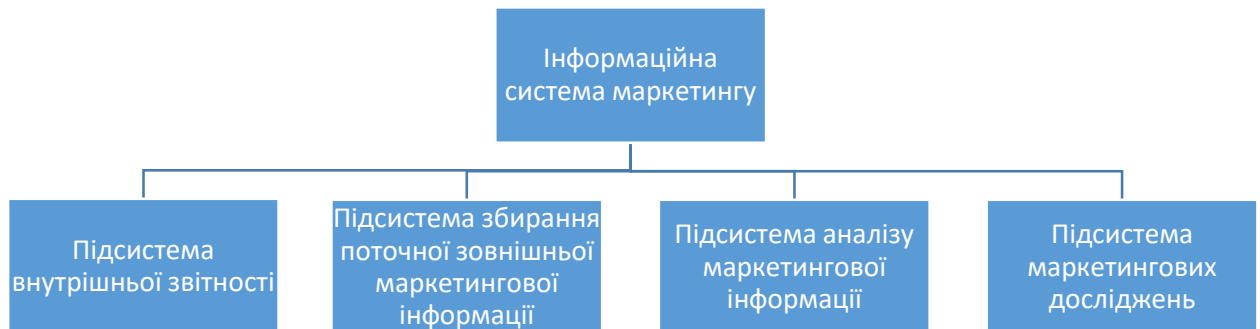 Інформаційна
система маркетингу
Підсистема
внутрішньої звітності
Підсистема збирання
поточної зовнішньої
маркетингової
інформації
Підсистема аналізу
маркетингової
інформації
Підсистема
маркетингових
досліджень